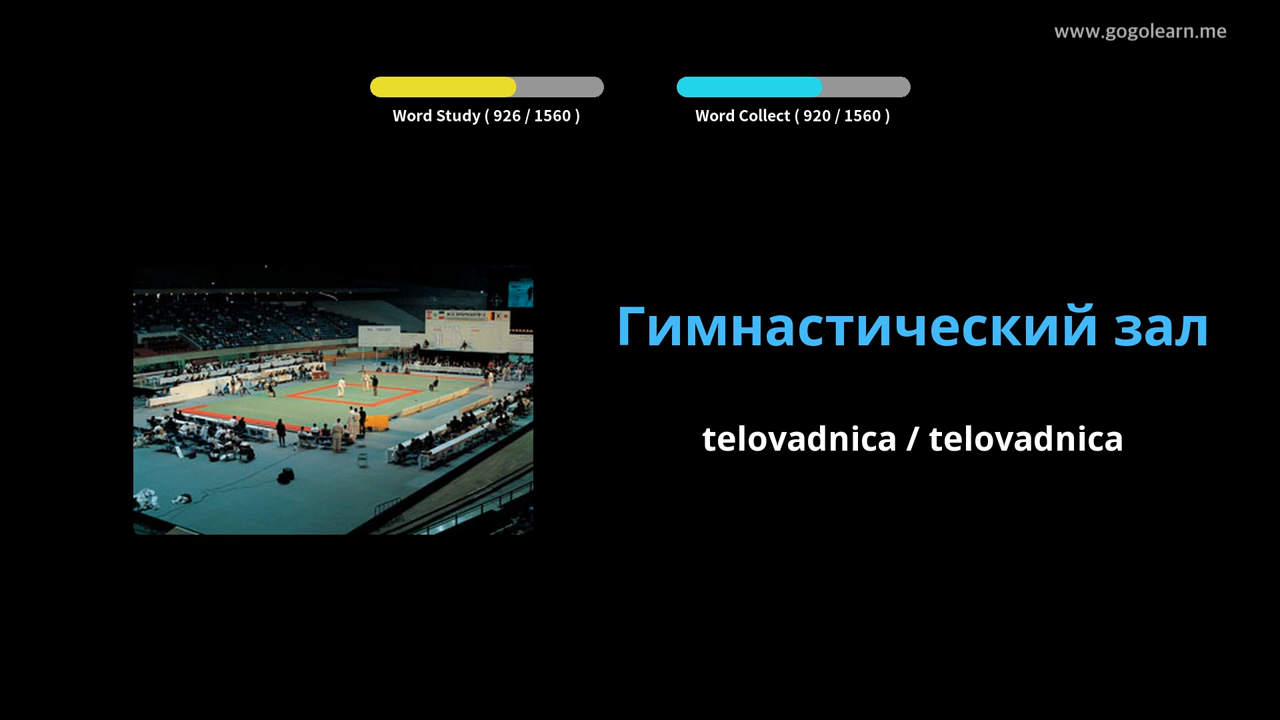 www.gogolearn.me
Word Study ( 926 / 1560 )
Word Collect ( 920 / 1560 )
Гимнастический зал
telovadnica / telovadnica